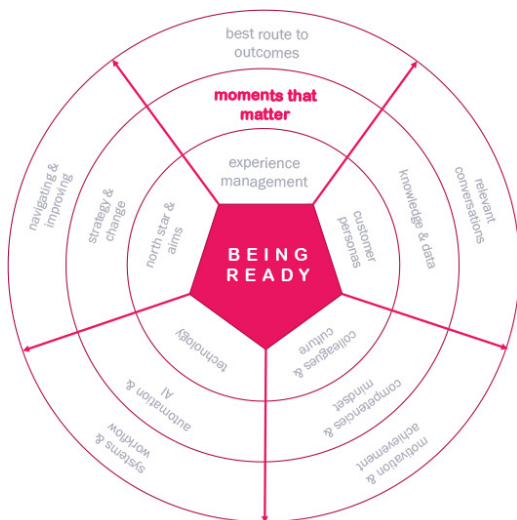 best route to
outcomes
moments that
matter
experience
management
navigating &
improving
strategy &
change
north star &
aims
BEING
READY
customer
personas
knowledge & data
relevant
conversations
technology
automation &
AI
systems &
workflow
colleagues &
culture
competencies &
mindset
motivation &
achievement